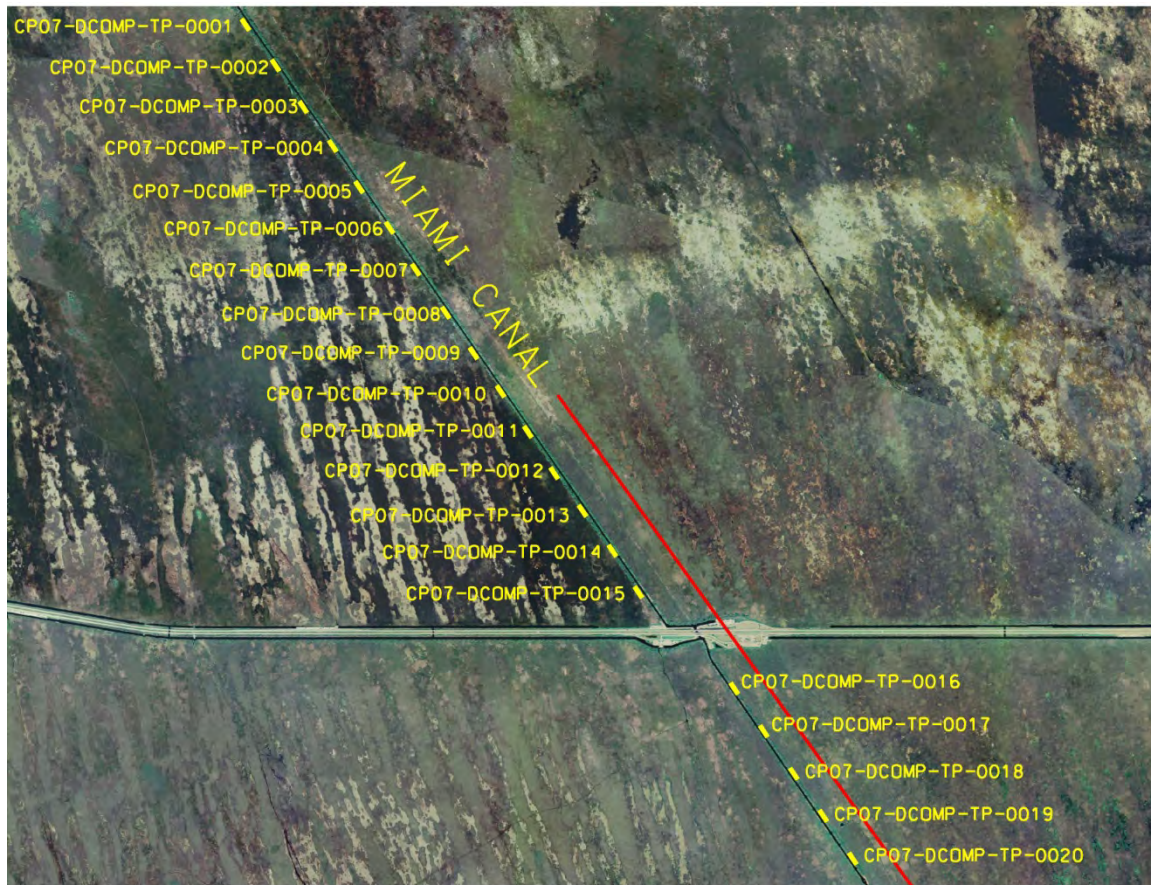 CP07-DCOMP-TP-0001
CP07-DCOMP-TP-0002
CP07-DCOMP-TP-0003
CP07-DCOMP-TP-0004
CP07-DCOMP-TP-0005
CP07-DCOMP-TP-0006
CP07-DCOMP-TP-0007
CP07-DCOMP-TP-0008
CP07-DCOMP-TP-0009
CP07-DCOMP-TP-0010
CP07-DCOMP-TP-0011
CP07-DCOMP-TP-0012
CP07-DCOMP-TP-0013
CP07-DCOMP-TP-0014
CP07-DCOMP-TP-0015
MIAMI CANAL
CP07-DCOMP-TP-0016
CP07-DCOMP-TP-0017
CP07-DCOMP-TP-0018
CP07-DCOMP-TP-0019
CP07-DCOMP-TP-0020